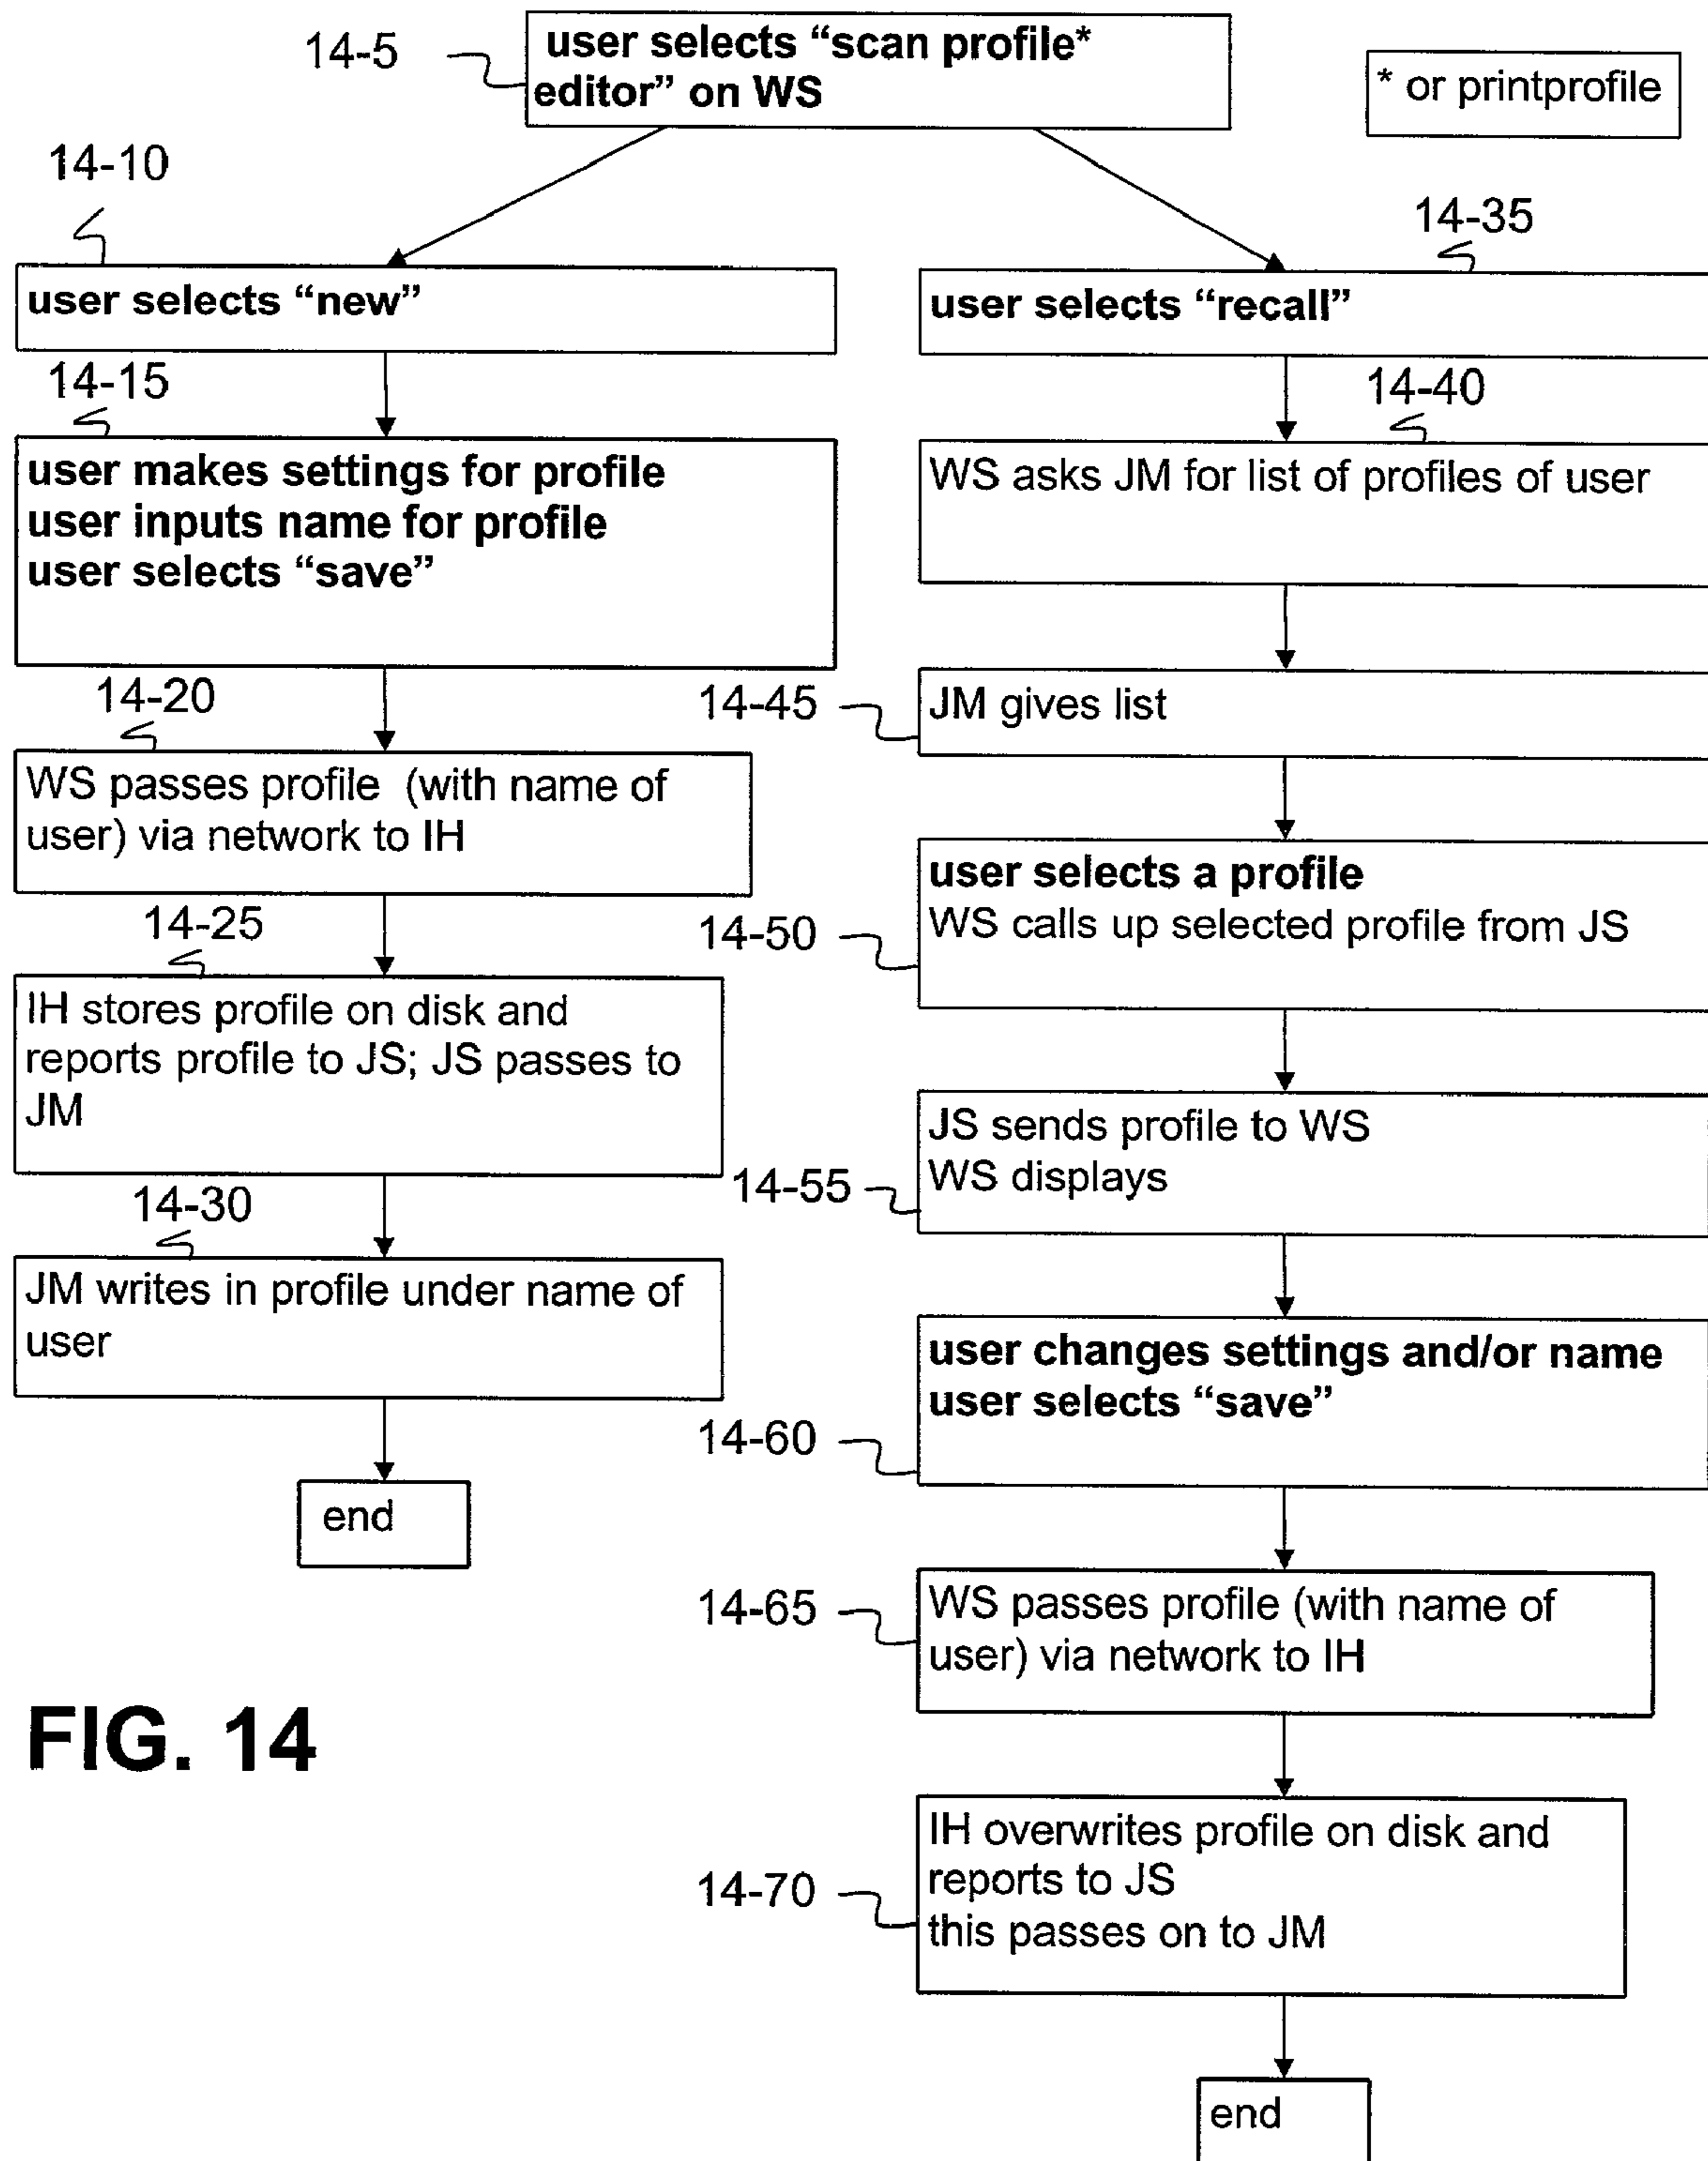 14-5
user selects “scan profile*
editor” on WS
* or printprofile
14-10
user selects “new”
14-15
user makes settings for profile
user inputs name for profile
user selects “save”
14-20
WS passes profile (with name of
user) via network to IH
14-25
IH stores profile on disk and
reports profile to JS; JS passes to
JM
14-30
JM writes in profile under name of
user
end
14-35
user selects “recall”
14-40
WS asks JM for list of profiles of user
14-45
JM gives list
14-50
user selects a profile
WS calls up selected profile from JS
14-55
JS sends profile to WS
WS displays
14-60
user changes settings and/or name
user selects “save”
14-65
WS passes profile (with name of
user) via network to IH
14-70
IH overwrites profile on disk and
reports to JS
this passes on to JM
end
FIG. 14